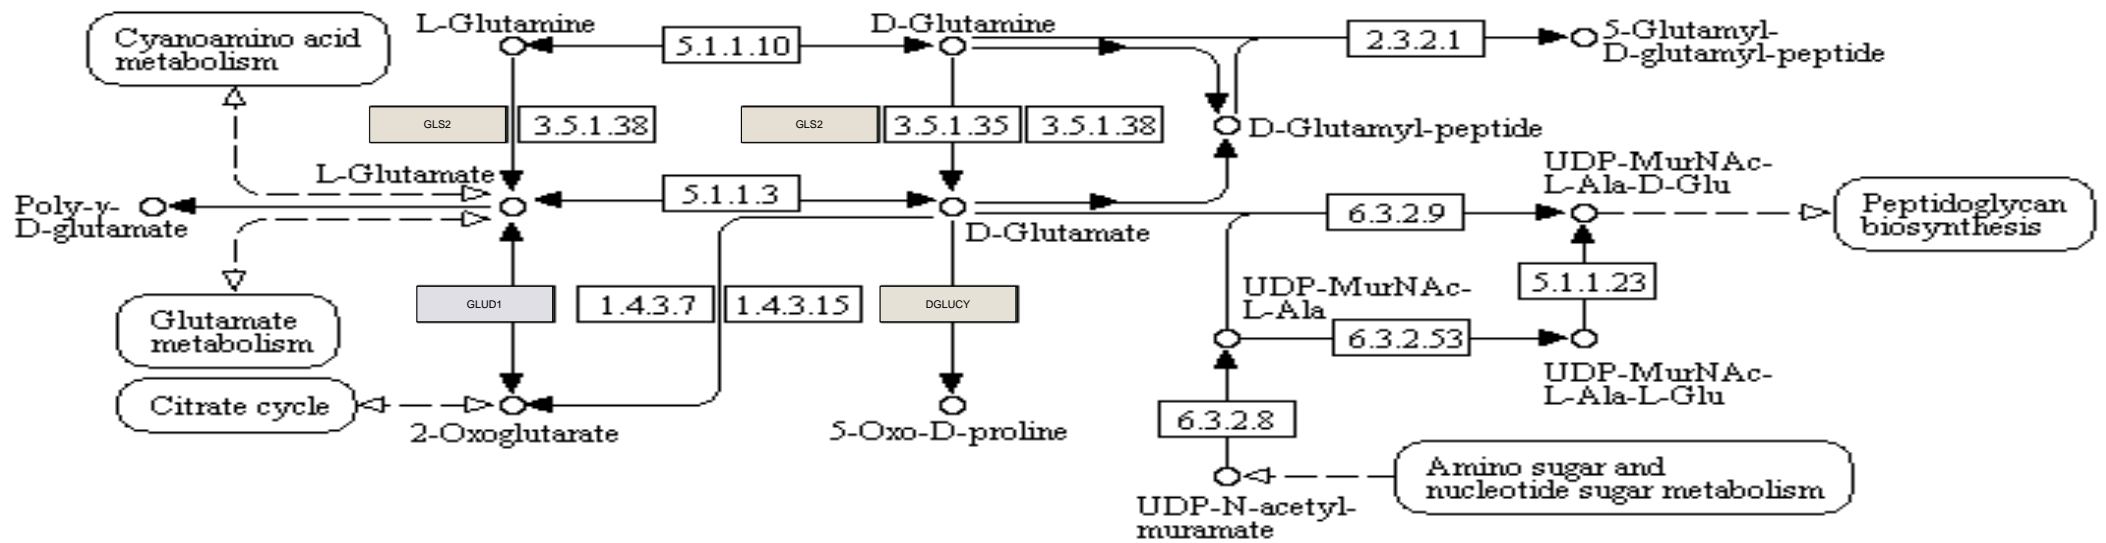 L-Glutamine
D-Glutamine
Cyanoamino acid
metabolism
5.1.1.10
2.3.2.1
5-Glutamyl-
D-glutamyl-peptide
GLS2
3.5.1.38
GLS2
3.5.1.35
3.5.1.38
D-Glutamyl-peptide
L-Glutamate
UDP-MurNAc-
L-Ala-D-Glu
5.1.1.3
Poly-γ-
D-glutamate
D-Glutamate
6.3.2.9
Peptidoglycan
biosynthesis
GLUD1
1.4.3.7
1.4.3.15
DGLUCY
UDP-MurNAc-
L-Ala
5.1.1.23
Glutamate
metabolism
6.3.2.53
UDP-MurNAc-
L-Ala-L-Glu
Citrate cycle
2-Oxoglutarate
5-Oxo-D-proline
6.3.2.8
Amino sugar and
nucleotide sugar metabolism
UDP-N-acetyl-
muramate